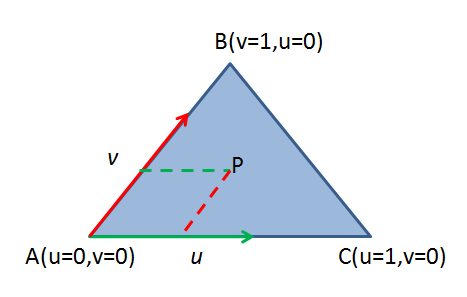 B(v=1,u=0)
v
P
A(u=0,v=0)
u
C(u=1,v=0)